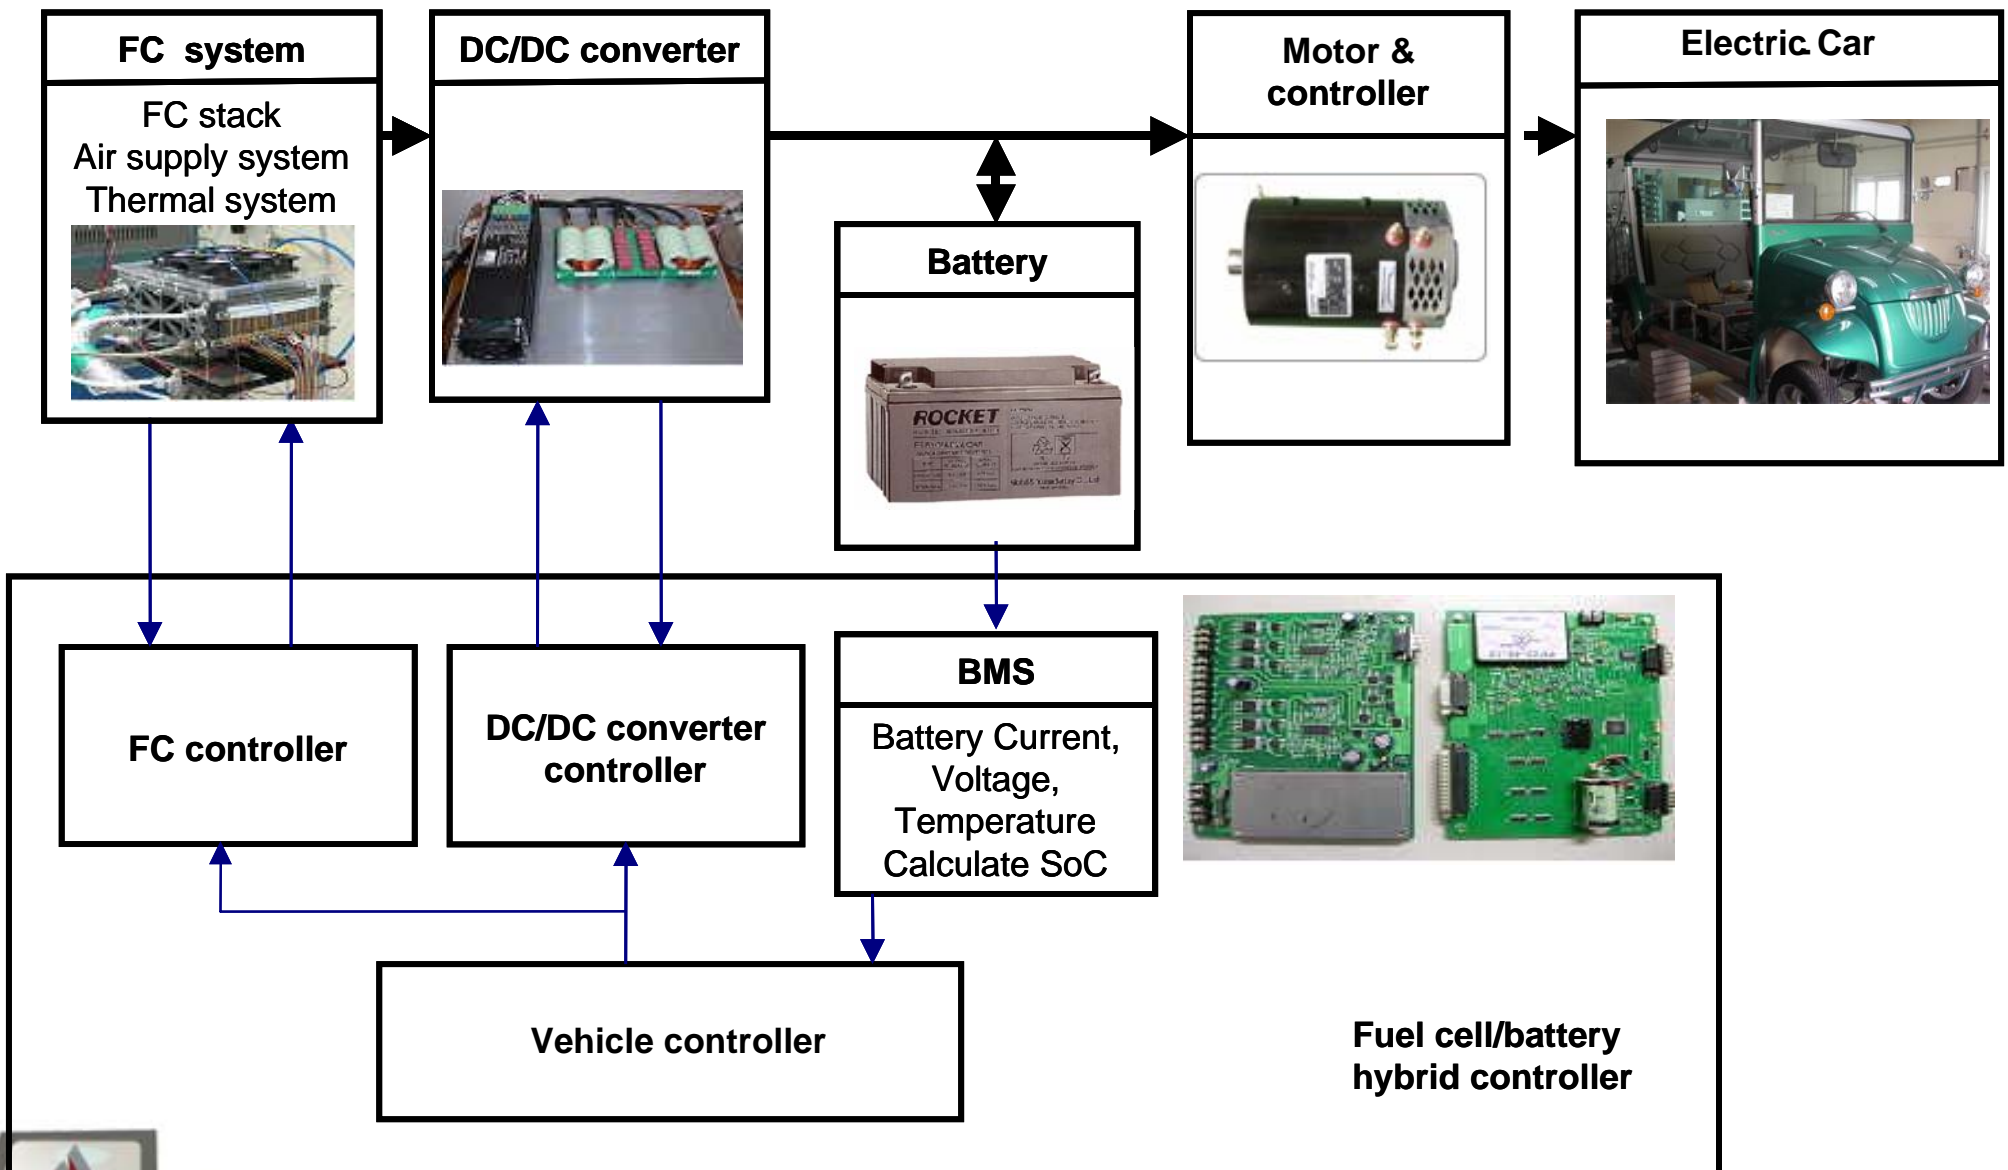 FC system
DC/DC converter
Motor &
controller
Electric Car
FC stack
Air supply system
Thermal system
Battery
ROCKET
BMS
FC controller
DC/DC converter
controller
Battery Current,
Voltage,
Temperature
Calculate SoC
Vehicle controller
Fuel cell/battery
hybrid controller